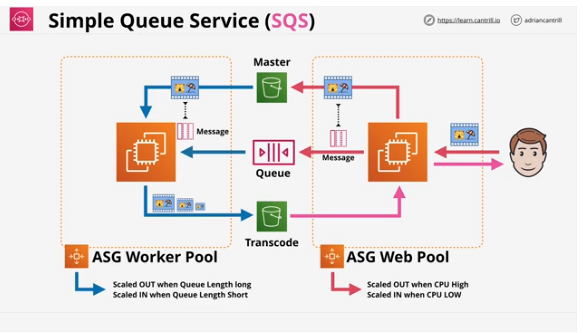 Simple Queue Service (SQS)
https://learn.cantrill.io
adriancantrill
Master
Message
Message
Queue
Transcode
ASG Worker Pool
Scaled OUT when Queue Length long
Scaled IN when Queue Length Short
ASG Web Pool
Scaled OUT when CPU High
Scaled IN when CPU LOW